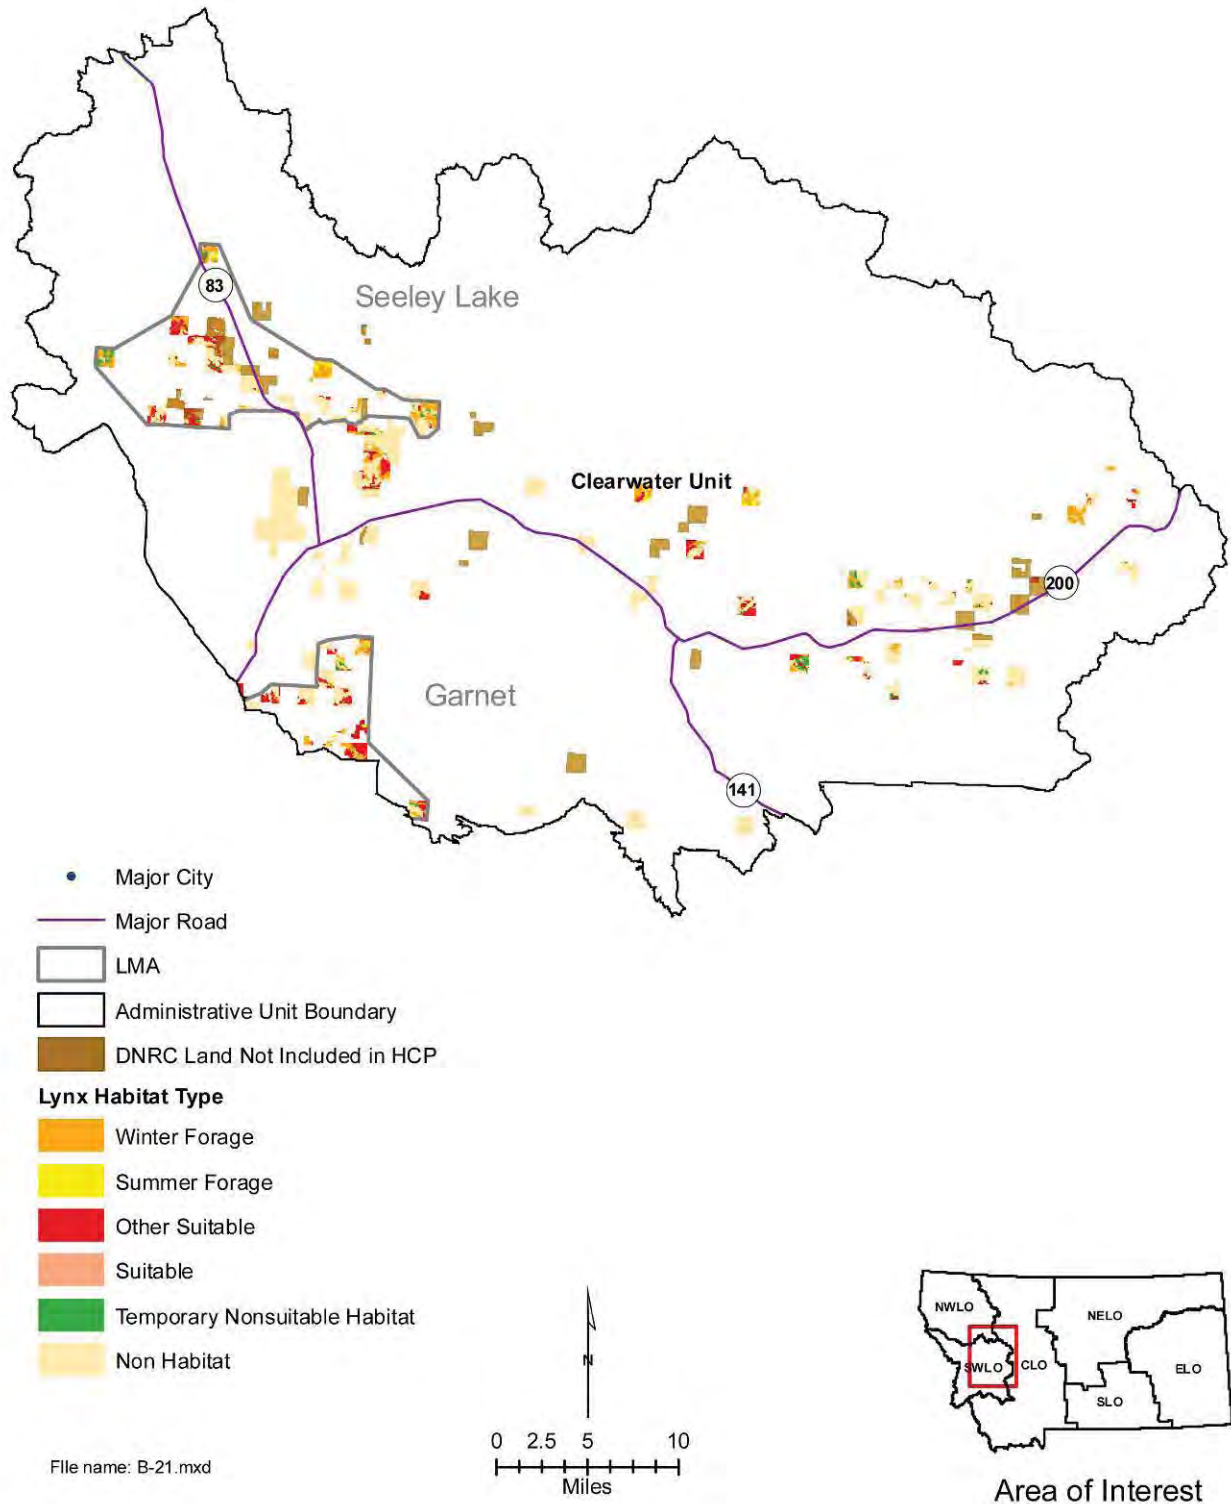 83
Seeley Lake
Clearwater Unit
200
Garnet
141
Major City
Major Road
LMA
Administrative Unit Boundary
DNRC Land Not Included in HCP
Lynx Habitat Type
Winter Forage
Summer Forage
Other Suitable
Suitable
Temporary Nonsuitable Habitat
Non Habitat
File name: B-21.mxd
N
0 2.5 5 10
Miles
NWLO
NELO
SWLO
CLO
ELO
SLO
Area of Interest